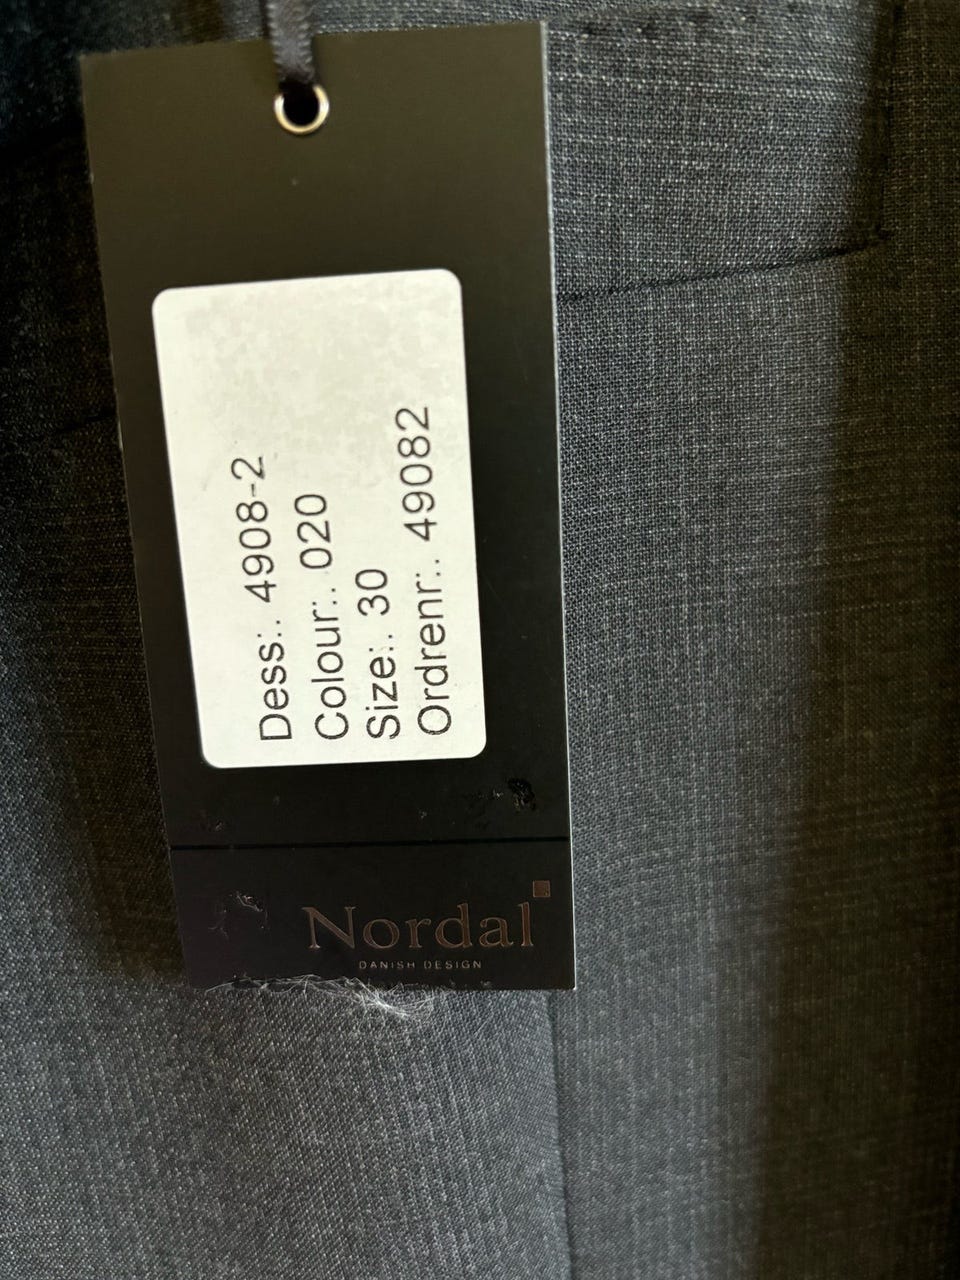 Dess:. 4908-2
Colour:. 020
Size:. 30
Ordrenr:. 49082
Nordal
DANISH DESIGN